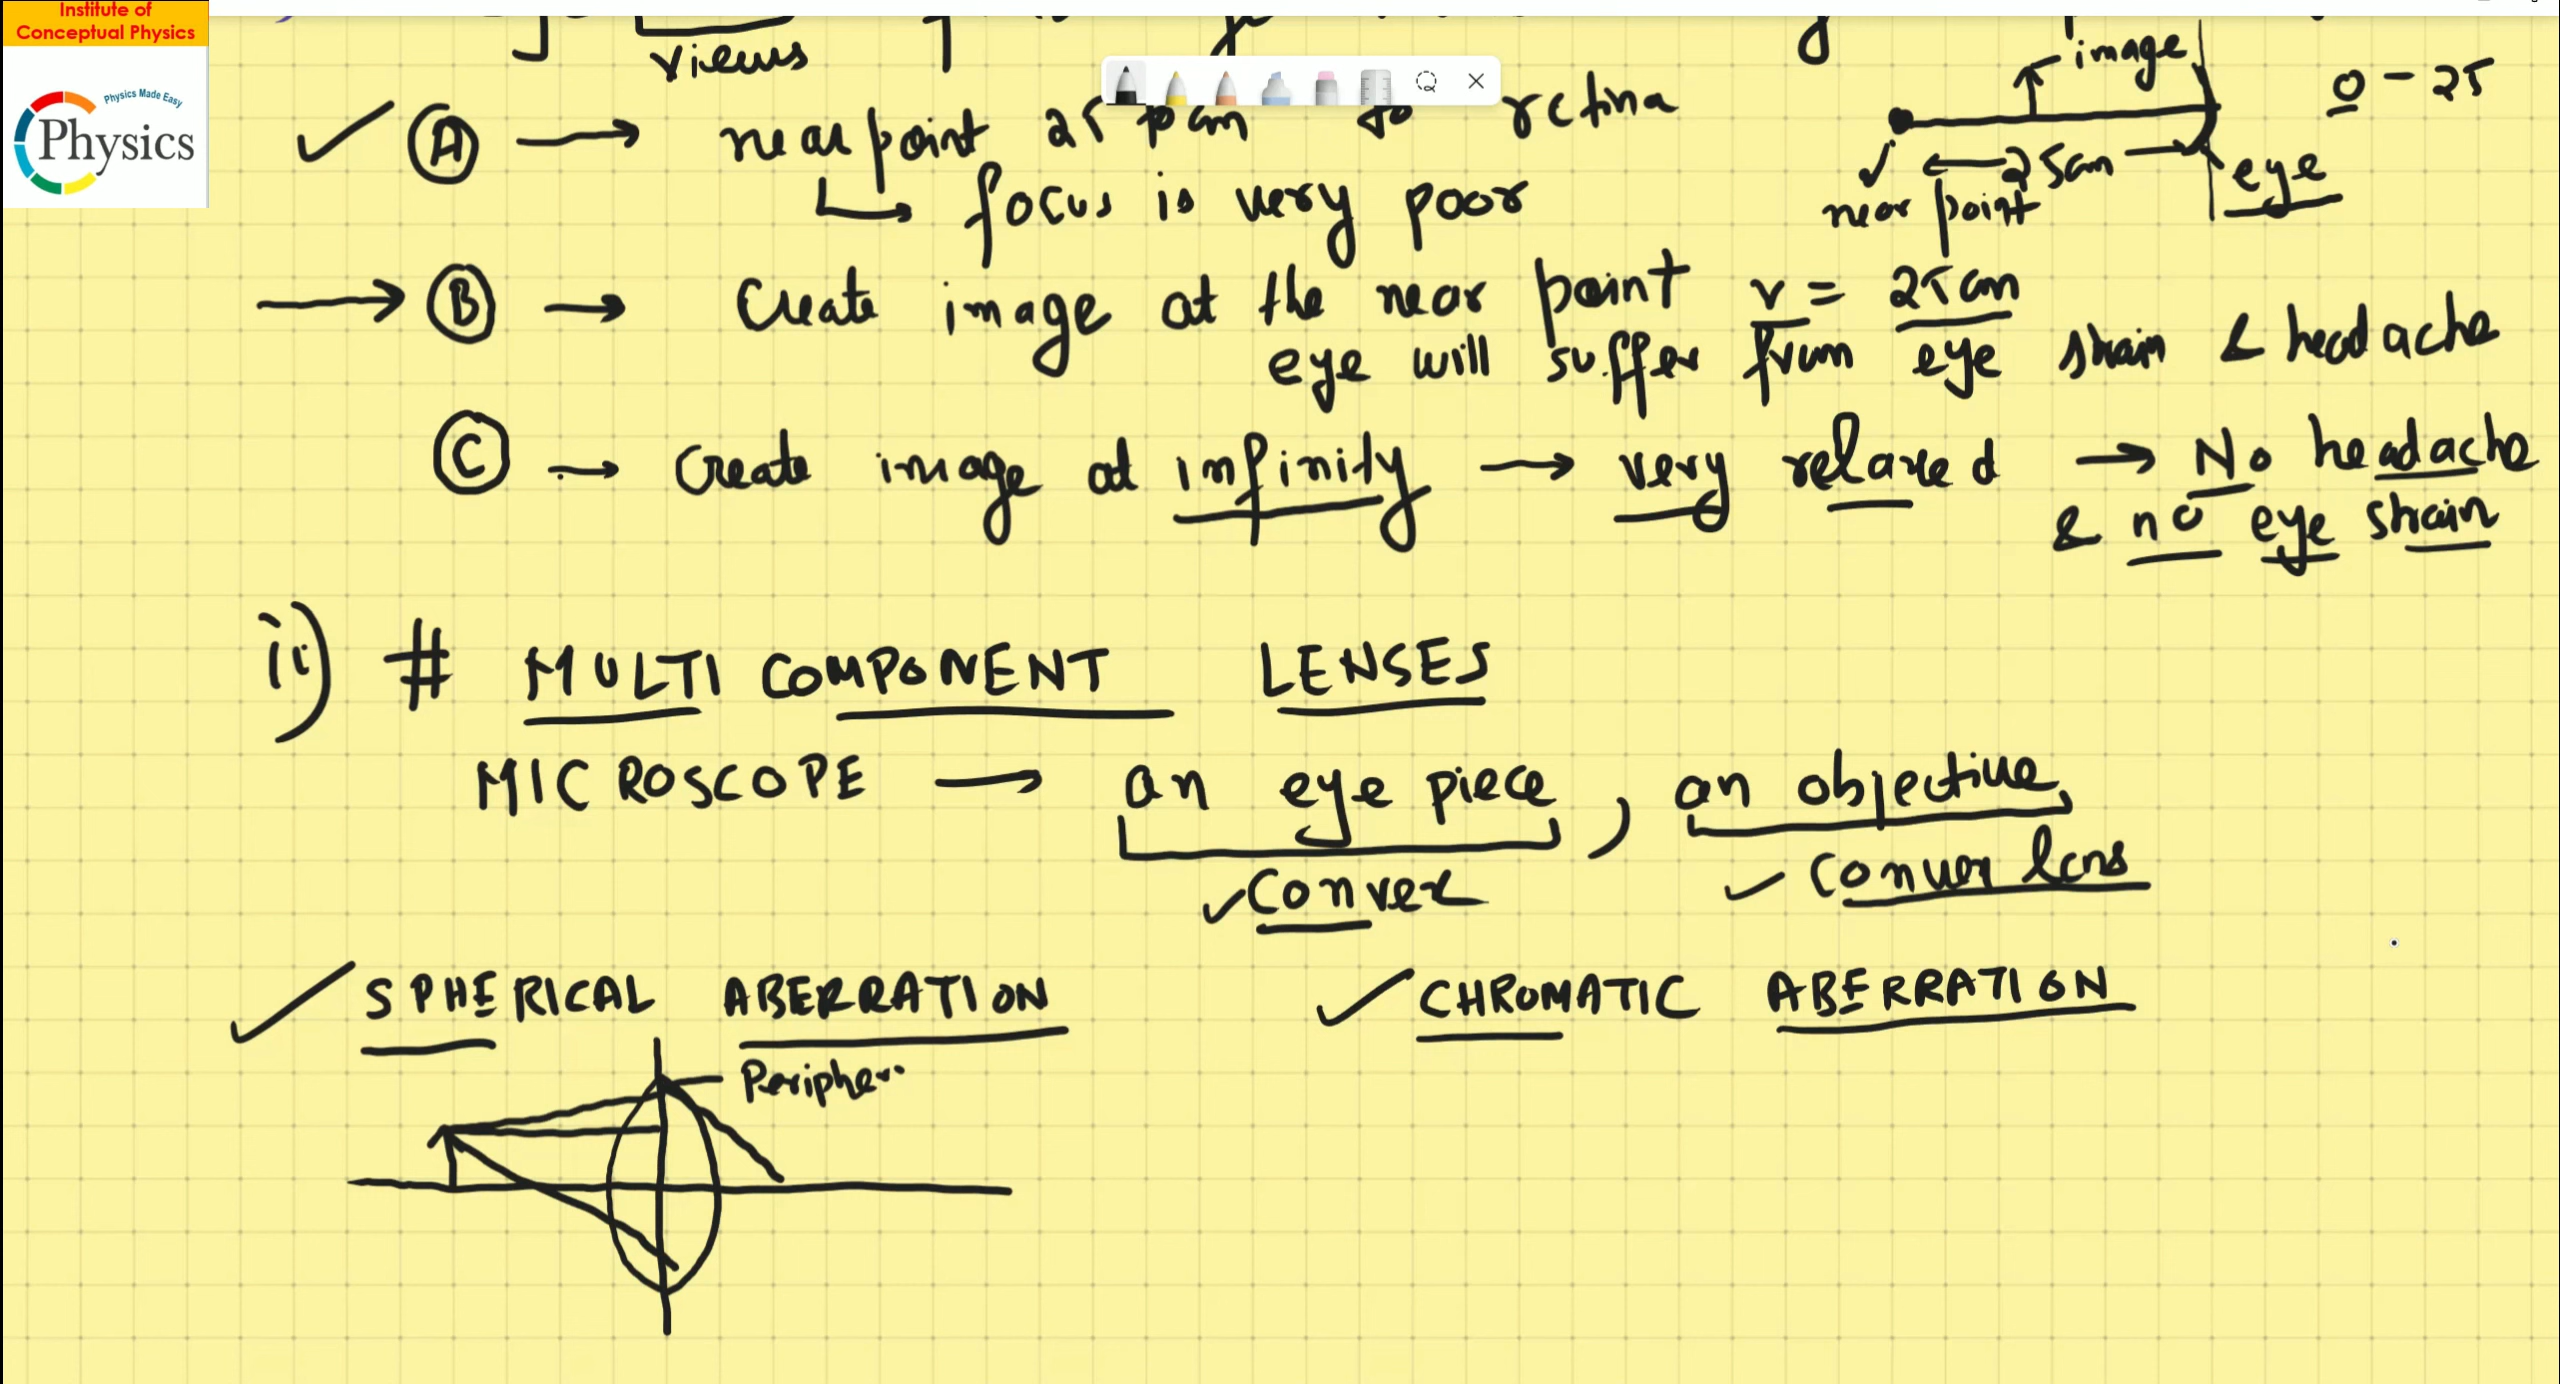 Institute of
Conceptual Physics
Physics Made Easy
Physics
views
image
0 - 25
A → near point 25 cm to retina
25cm
near point
eye
↳ focus is very poor
→ B → Create image at the near point v = 25 cm
eye will suffer from eye strain & headache
C → Create image at infinity → very relaxed → No headache
& no eye strain
ii) # MULTI COMPONENT LENSES
MICROSCOPE → an eye piece, an objective
Convex
Convex lens
SPHERICAL ABERRATION
CHROMATIC ABERRATION
Peripher